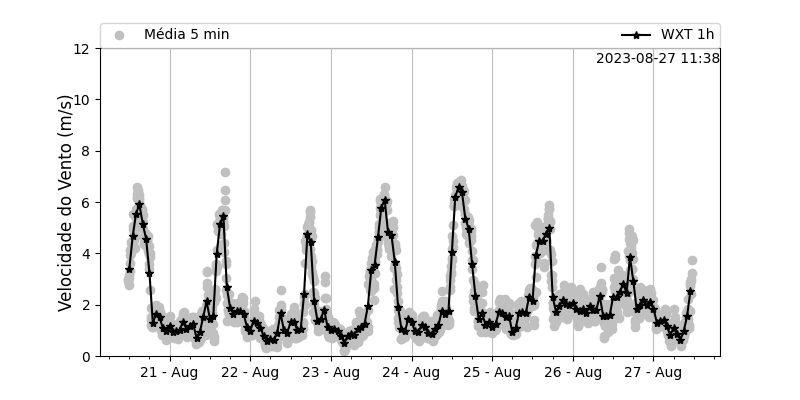 Média 5 min
WXT 1h
2023-08-27 11:38
Velocidade do Vento (m/s)
12
10
8
6
4
2
0
21 - Aug
22 - Aug
23 - Aug
24 - Aug
25 - Aug
26 - Aug
27 - Aug